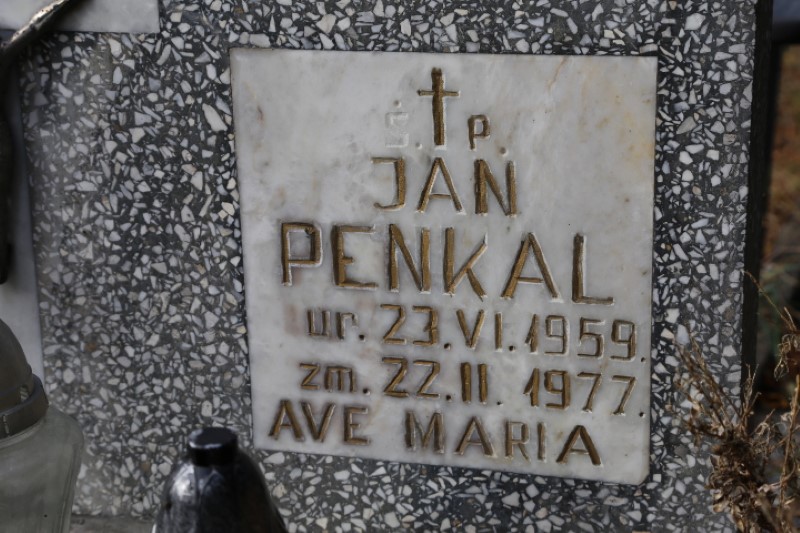 ś. p.
JAN
PENKAL
ur. 23.VI.1959.
zm. 22.II.1977.
AVE MARIA